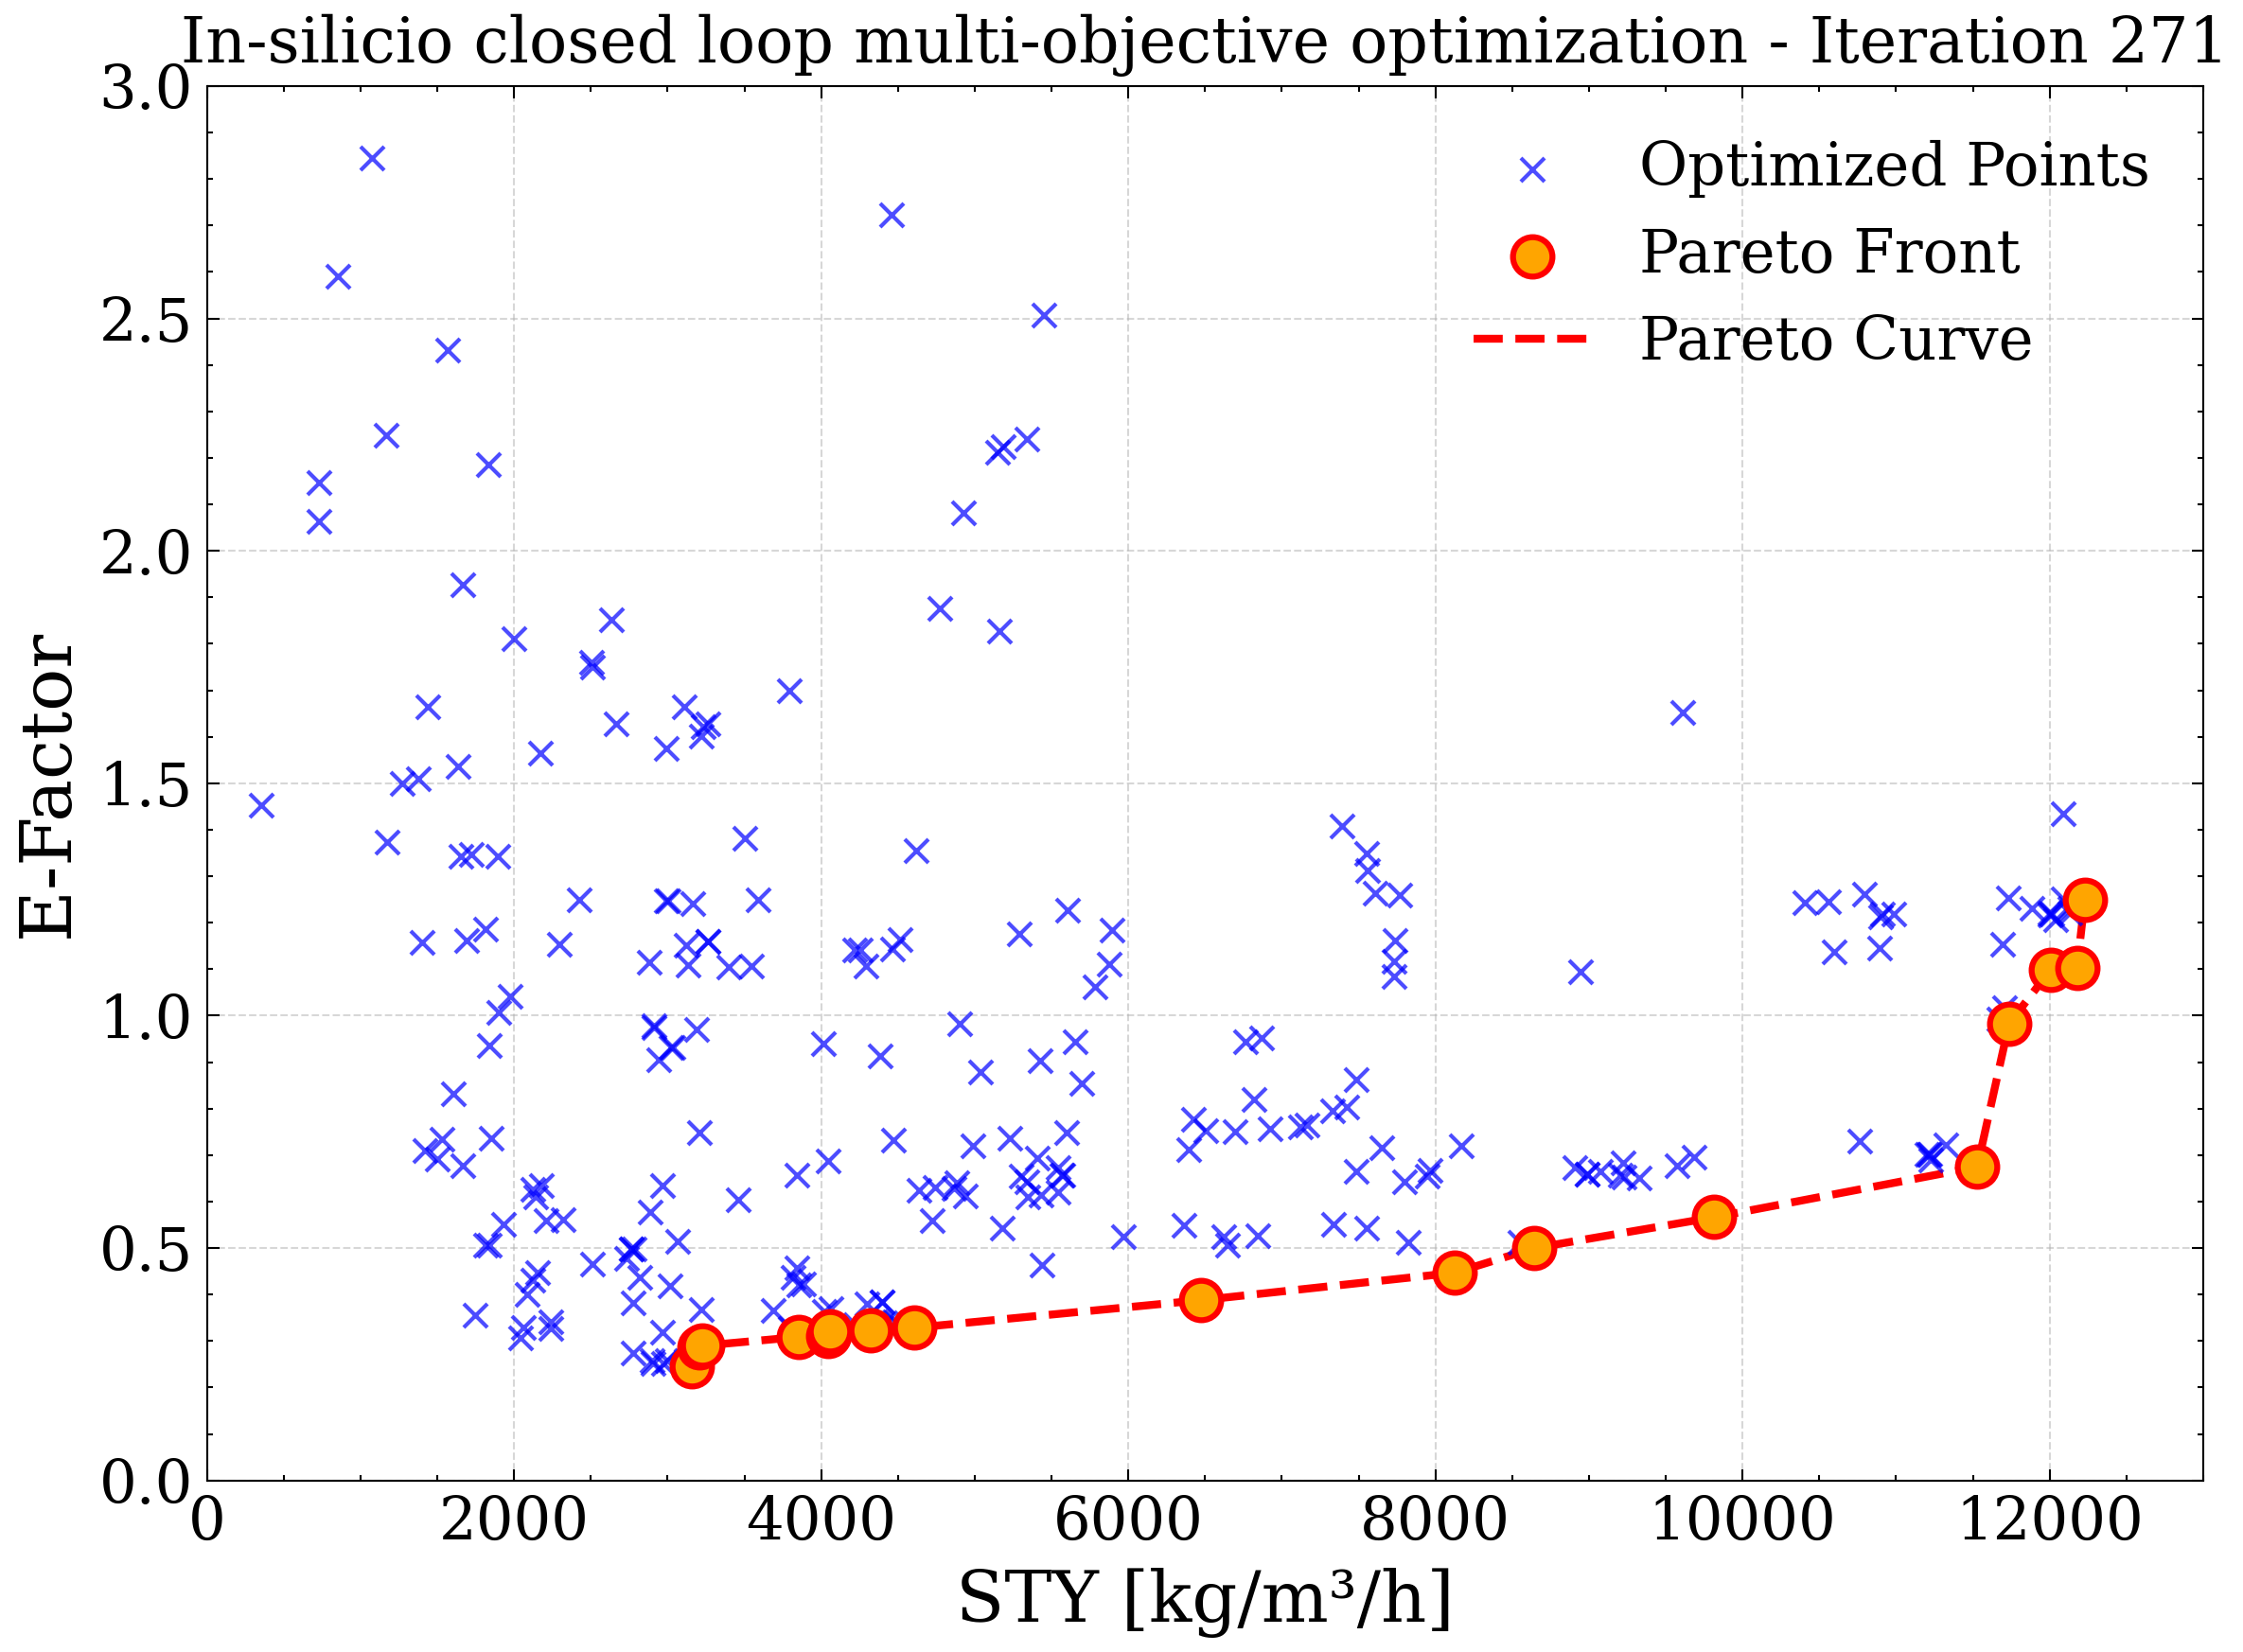 In-silicio closed loop multi-objective optimization - Iteration 271
3.0
2.5
2.0
1.5
1.0
0.5
0.0
E-Factor
Optimized Points
Pareto Front
Pareto Curve
0 2000 4000 6000 8000 10000 12000
STY [kg/m³/h]